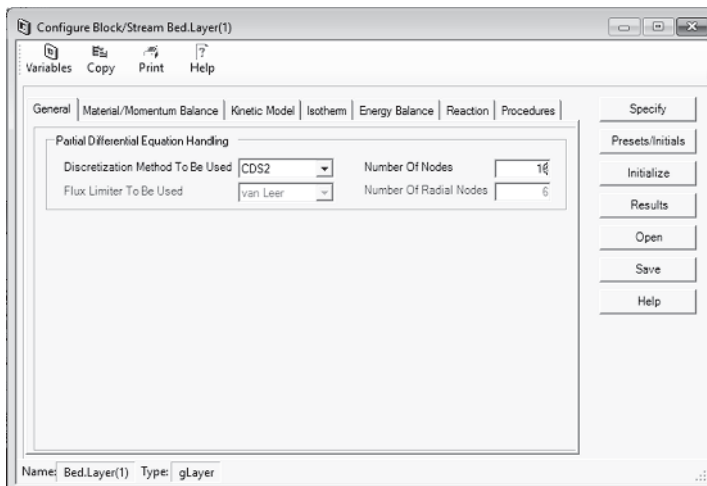 Configure Block/Stream Bed.Layer(1)
Variables Copy Print Help
General Material/Momentum Balance Kinetic Model Isotherm Energy Balance Reaction Procedures
Partial Differential Equation Handling
Discretization Method To Be Used CDS2 Number Of Nodes
Flux Limiter To Be Used van Leer Number Of Radial Nodes 6
Specify
Presets/Initials
Initialize
Results
Open
Save
Help
Name: Bed.Layer(1) Type: gLayer